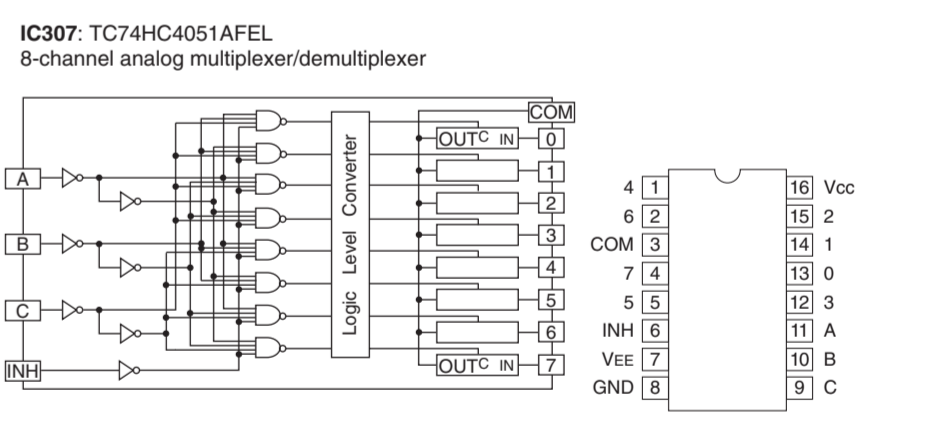 IC307: TC74HC4051AFEL
8-channel analog multiplexer/demultiplexer
COM
OUT C IN 0
1
2
3
4
5
6
OUT C IN 7
A
B
C
INH
Logic Level Converter
4 1 16 Vcc
6 2 15 2
COM 3 14 1
7 4 13 0
5 5 12 3
INH 6 11 A
VEE 7 10 B
GND 8 9 C